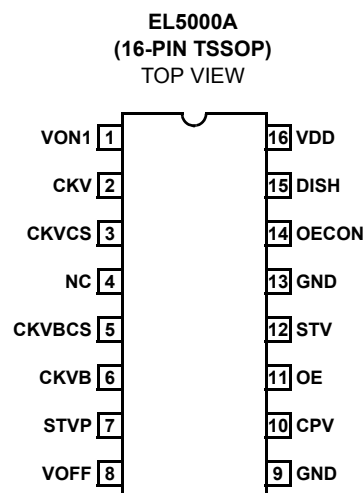 EL5000A
(16-PIN TSSOP)
TOP VIEW
VON1 1 16 VDD
CKV 2 15 DISH
CKVCS 3 14 OECON
NC 4 13 GND
CKVBCS 5 12 STV
CKVB 6 11 OE
STVP 7 10 CPV
VOFF 8 9 GND